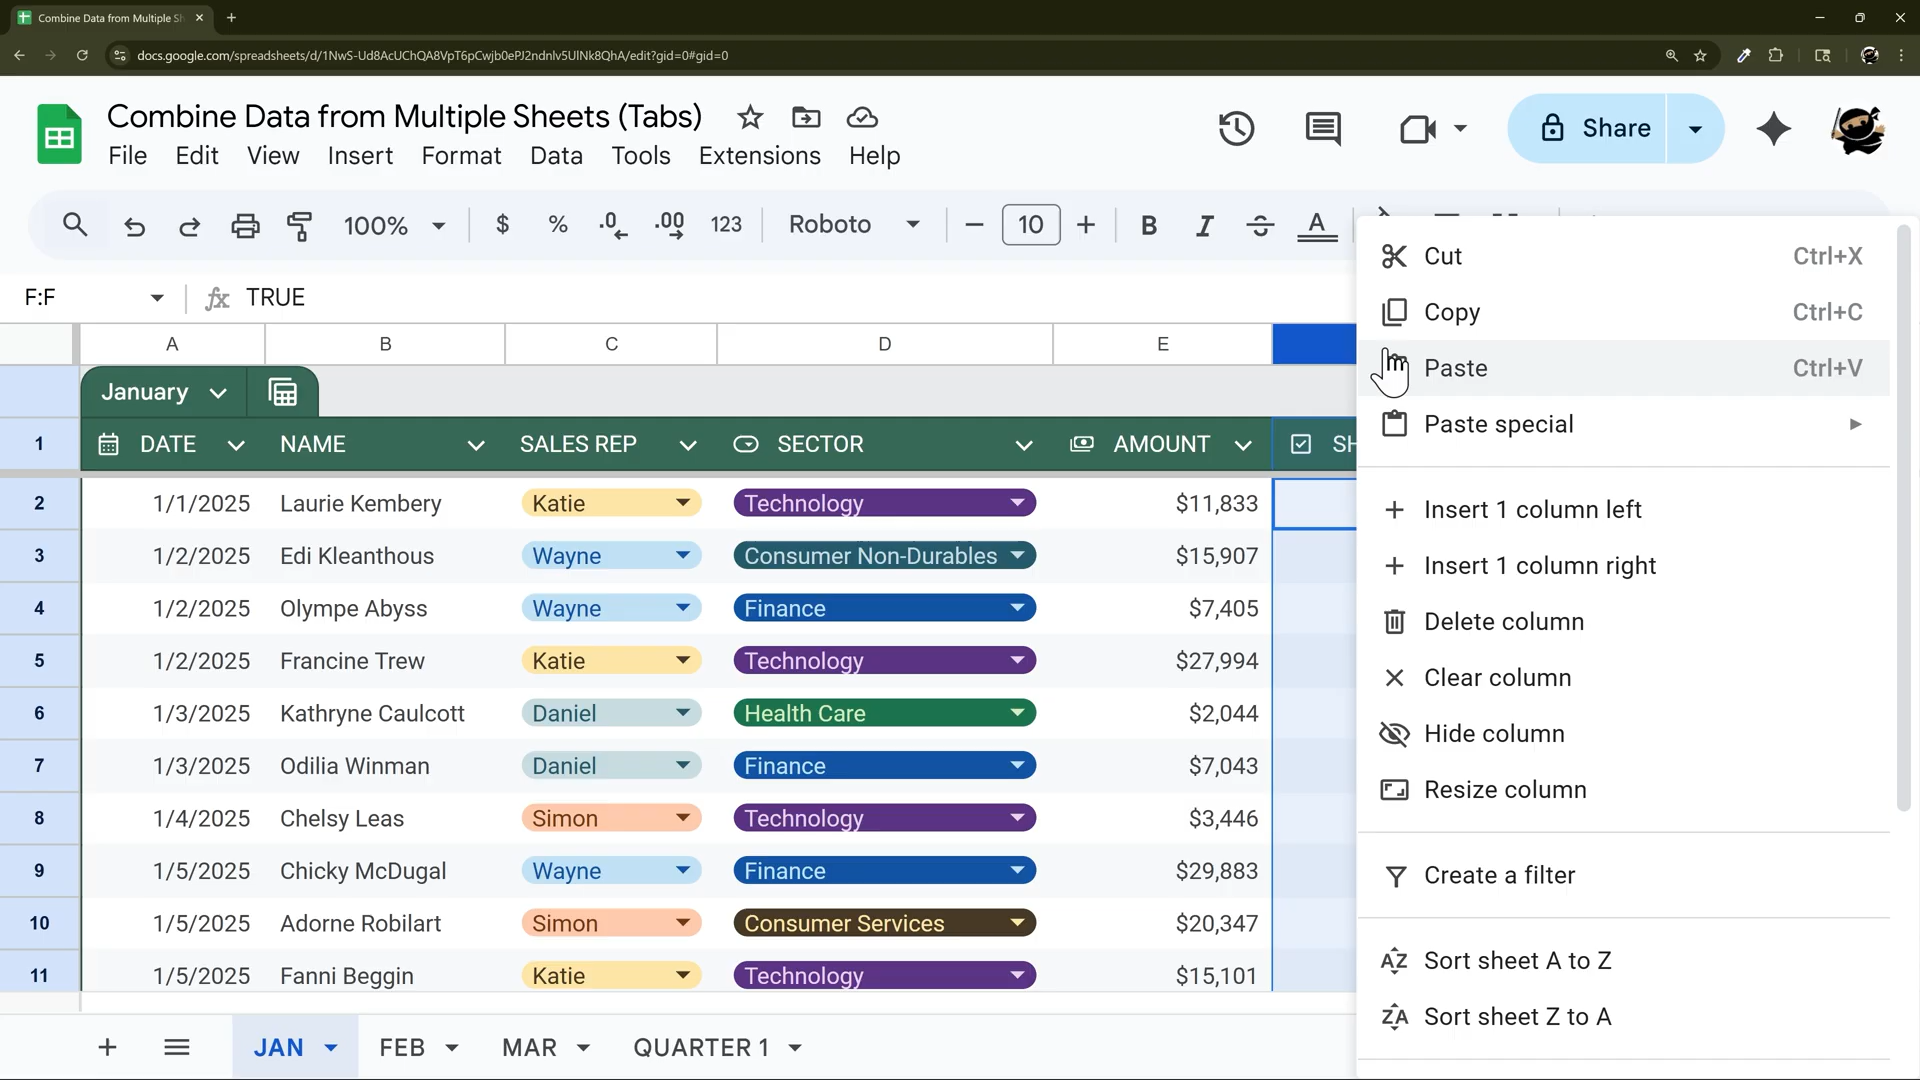 Combine Data from Multiple Sh
docs.google.com/spreadsheets/d/1NwS-Ud8AcUChQA8VpT6pCwjb0ePJ2ndnlv5UlNk8QhA/edit?gid=0#gid=0
Combine Data from Multiple Sheets (Tabs)
File Edit View Insert Format Data Tools Extensions Help
Share
100% $ % .0 .00 123 Roboto 10 B I S A
F:F fx TRUE
A B C D E
January
1 DATE NAME SALES REP SECTOR AMOUNT SH
2 1/1/2025 Laurie Kembery Katie Technology $11,833
3 1/2/2025 Edi Kleanthous Wayne Consumer Non-Durables $15,907
4 1/2/2025 Olympe Abyss Wayne Finance $7,405
5 1/2/2025 Francine Trew Katie Technology $27,994
6 1/3/2025 Kathryne Caulcott Daniel Health Care $2,044
7 1/3/2025 Odilia Winman Daniel Finance $7,043
8 1/4/2025 Chelsy Leas Simon Technology $3,446
9 1/5/2025 Chicky McDugal Wayne Finance $29,883
10 1/5/2025 Adorne Robilart Simon Consumer Services $20,347
11 1/5/2025 Fanni Beggin Katie Technology $15,101
Cut Ctrl+X
Copy Ctrl+C
Paste Ctrl+V
Paste special
Insert 1 column left
Insert 1 column right
Delete column
Clear column
Hide column
Resize column
Create a filter
Sort sheet A to Z
Sort sheet Z to A
JAN FEB MAR QUARTER 1